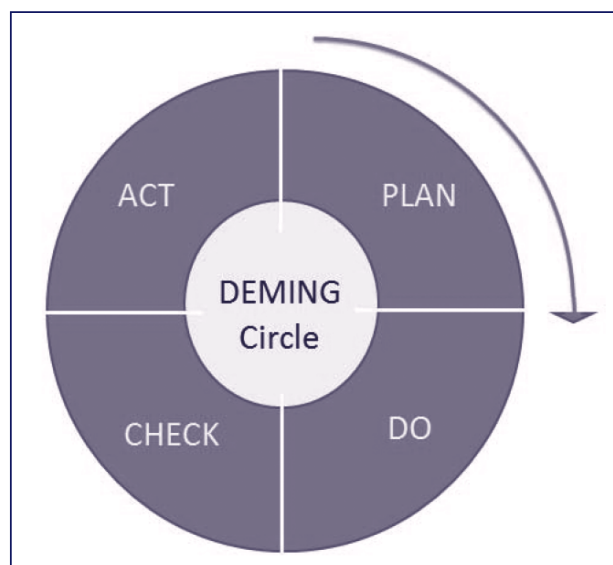 ACT
PLAN
DEMING
Circle
CHECK
DO